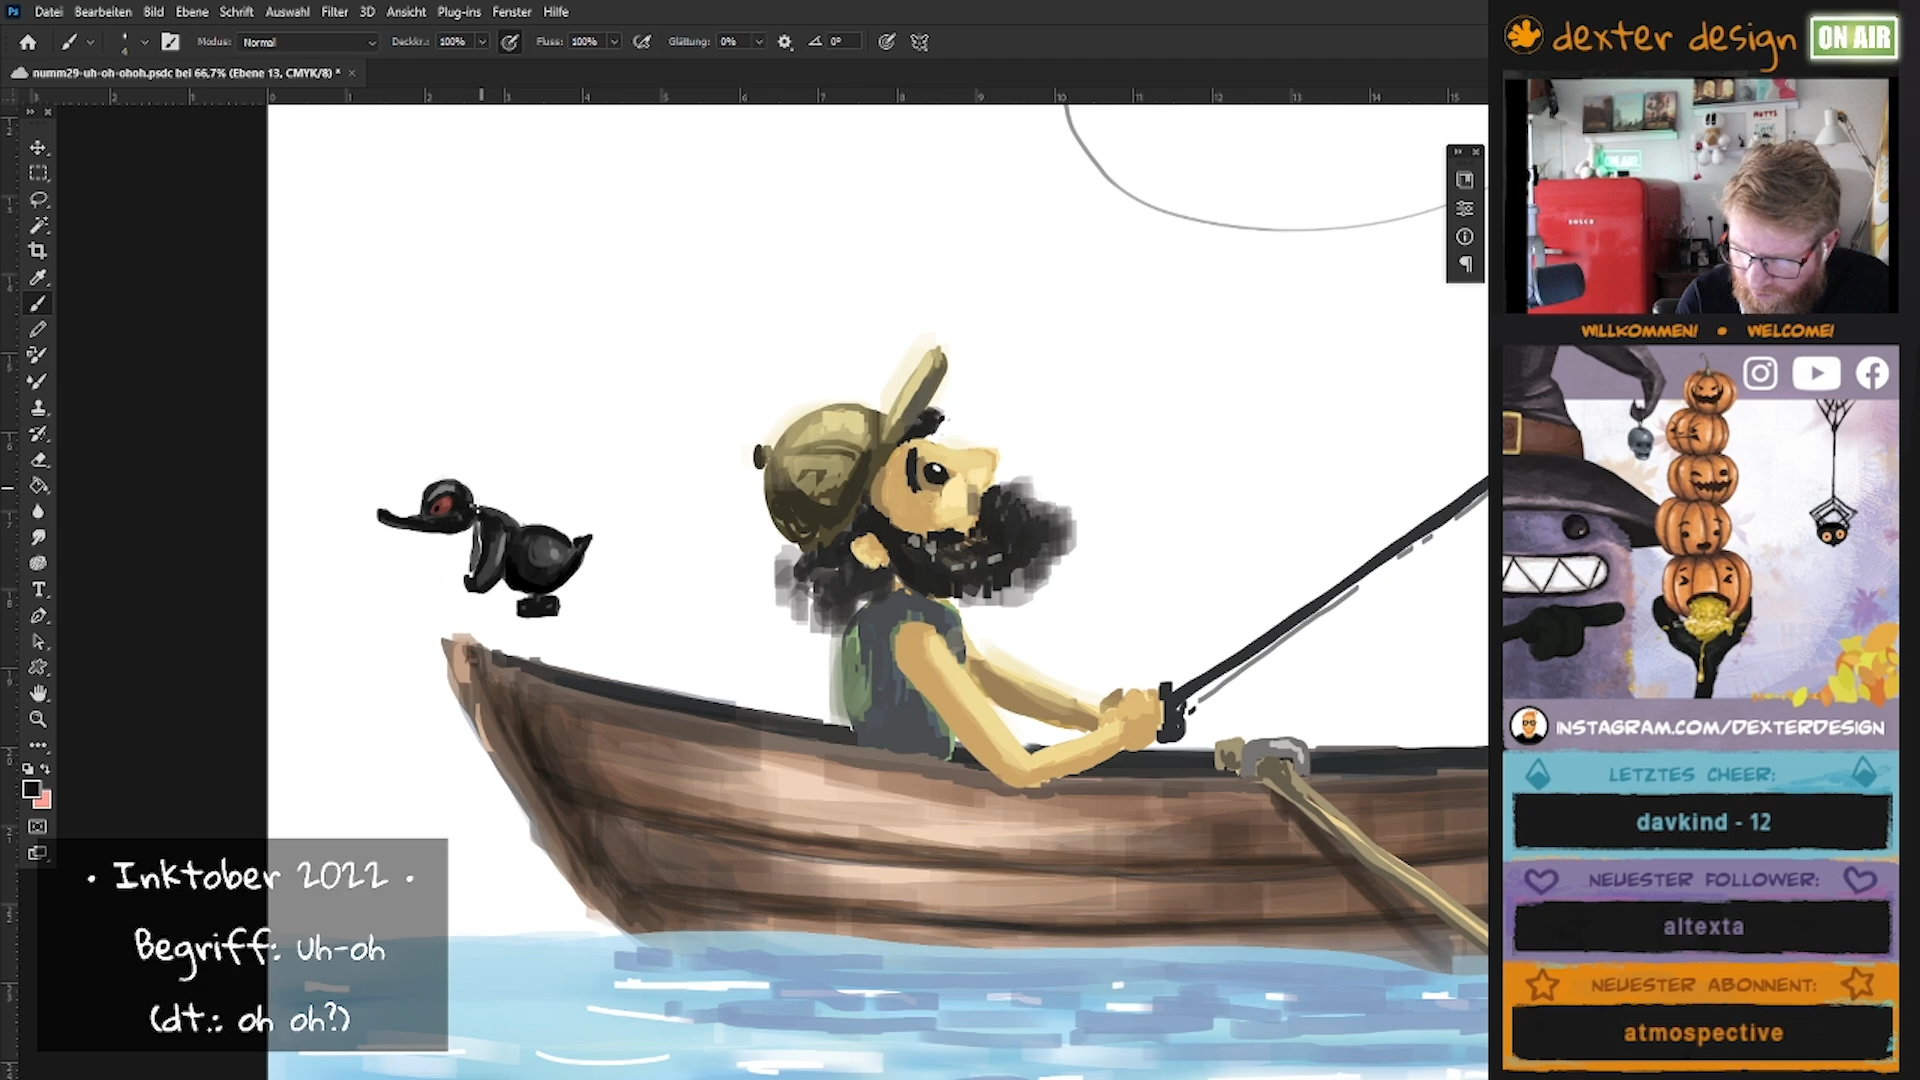 Datei Bearbeiten Bild Ebene Schrift Auswahl Filter 3D Ansicht Plug-ins Fenster Hilfe
Modus: Normal Deckkr.: 100% Fluss: 100% Glättung: 0% 0°
numm29-uh-oh-ohoh.psdc bei 66,7% (Ebene 13, CMYK/8) *
dexter design ON AIR
WILLKOMMEN! • WELCOME!
INSTAGRAM.COM/DEXTERDESIGN
LETZTES CHEER:
davkind - 12
NEUESTER FOLLOWER:
altexta
NEUESTER ABONNENT:
atmospective
• Inktober 2022 •
Begriff: Uh-oh
(dt.: oh oh?)